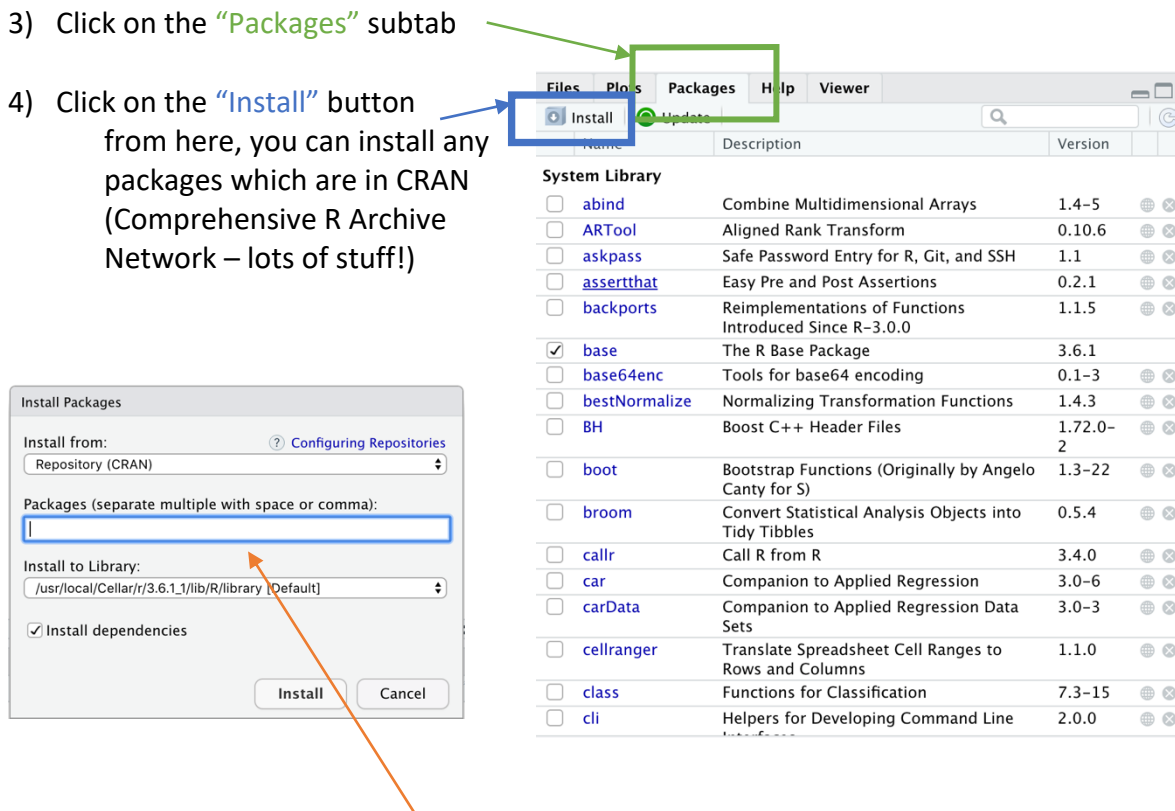 3) Click on the “Packages” subtab
4) Click on the “Install” button
from here, you can install any
packages which are in CRAN
(Comprehensive R Archive
Network – lots of stuff!)
Files Plots Packages Help Viewer
Install Update
Name Description Version
System Library
abind Combine Multidimensional Arrays 1.4-5
ARTool Aligned Rank Transform 0.10.6
askpass Safe Password Entry for R, Git, and SSH 1.1
assertthat Easy Pre and Post Assertions 0.2.1
backports Reimplementations of Functions 1.1.5
Introduced Since R-3.0.0
base The R Base Package 3.6.1
base64enc Tools for base64 encoding 0.1-3
bestNormalize Normalizing Transformation Functions 1.4.3
BH Boost C++ Header Files 1.72.0-
2
boot Bootstrap Functions (Originally by Angelo 1.3-22
Canty for S)
broom Convert Statistical Analysis Objects into 0.5.4
Tidy Tibbles
callr Call R from R 3.4.0
car Companion to Applied Regression 3.0-6
carData Companion to Applied Regression Data 3.0-3
Sets
cellranger Translate Spreadsheet Cell Ranges to 1.1.0
Rows and Columns
class Functions for Classification 7.3-15
cli Helpers for Developing Command Line 2.0.0
Install Packages
Install from: ? Configuring Repositories
Repository (CRAN)
Packages (separate multiple with space or comma):
Install to Library:
/usr/local/Cellar/r/3.6.1_1/lib/R/library [Default]
Install dependencies
Install Cancel